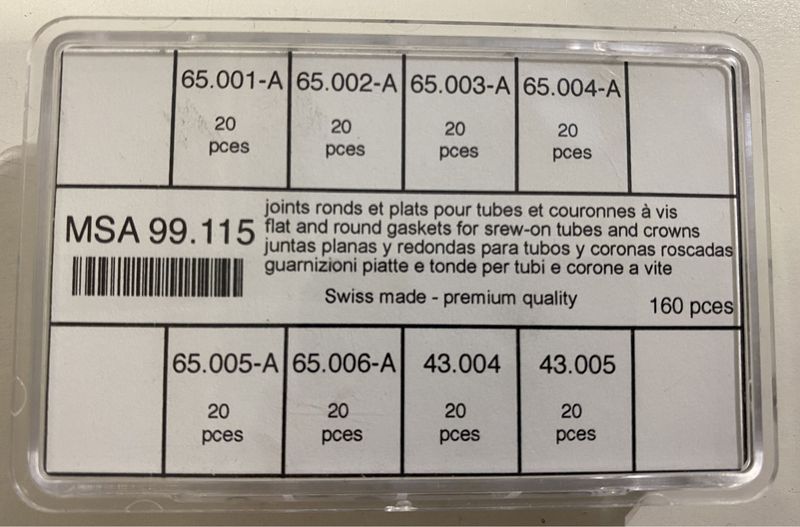 65.001-A 65.002-A 65.003-A 65.004-A
20 20 20 20
pces pces pces pces
MSA 99.115
joints ronds et plats pour tubes et couronnes à vis
flat and round gaskets for srew-on tubes and crowns
juntas planas y redondas para tubos y coronas roscadas
guarnizioni piatte e tonde per tubi e corone a vite
Swiss made - premium quality 160 pces
65.005-A 65.006-A 43.004 43.005
20 20 20 20
pces pces pces pces